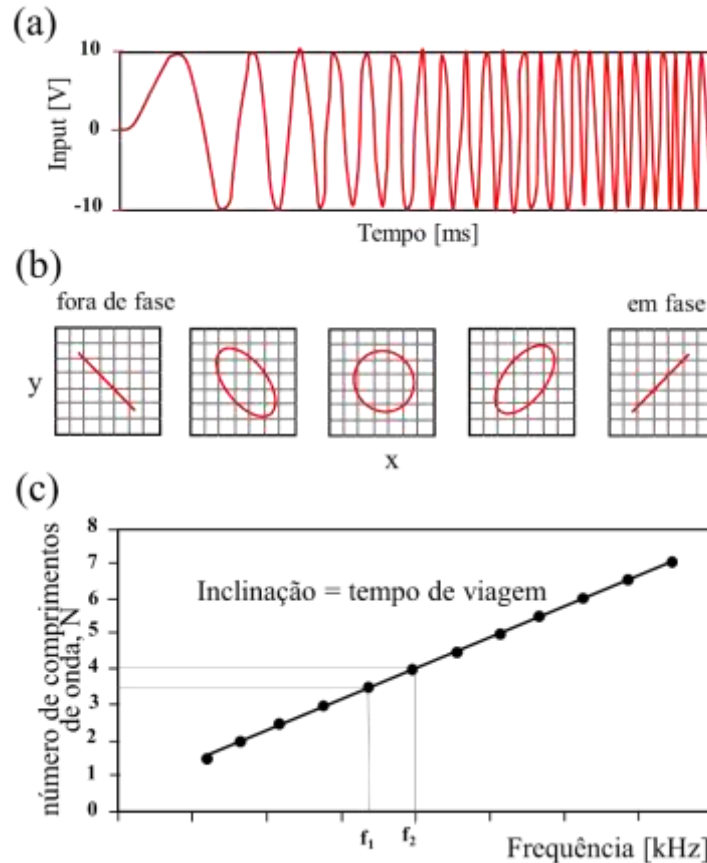 (a)
Input [V]
10
0
-10
Tempo [ms]
(b)
fora de fase
em fase
y
x
(c)
número de comprimentos
de onda, N
8
7
6
5
4
3
2
1
0
Inclinação = tempo de viagem
f₁
f₂
Frequência [kHz]